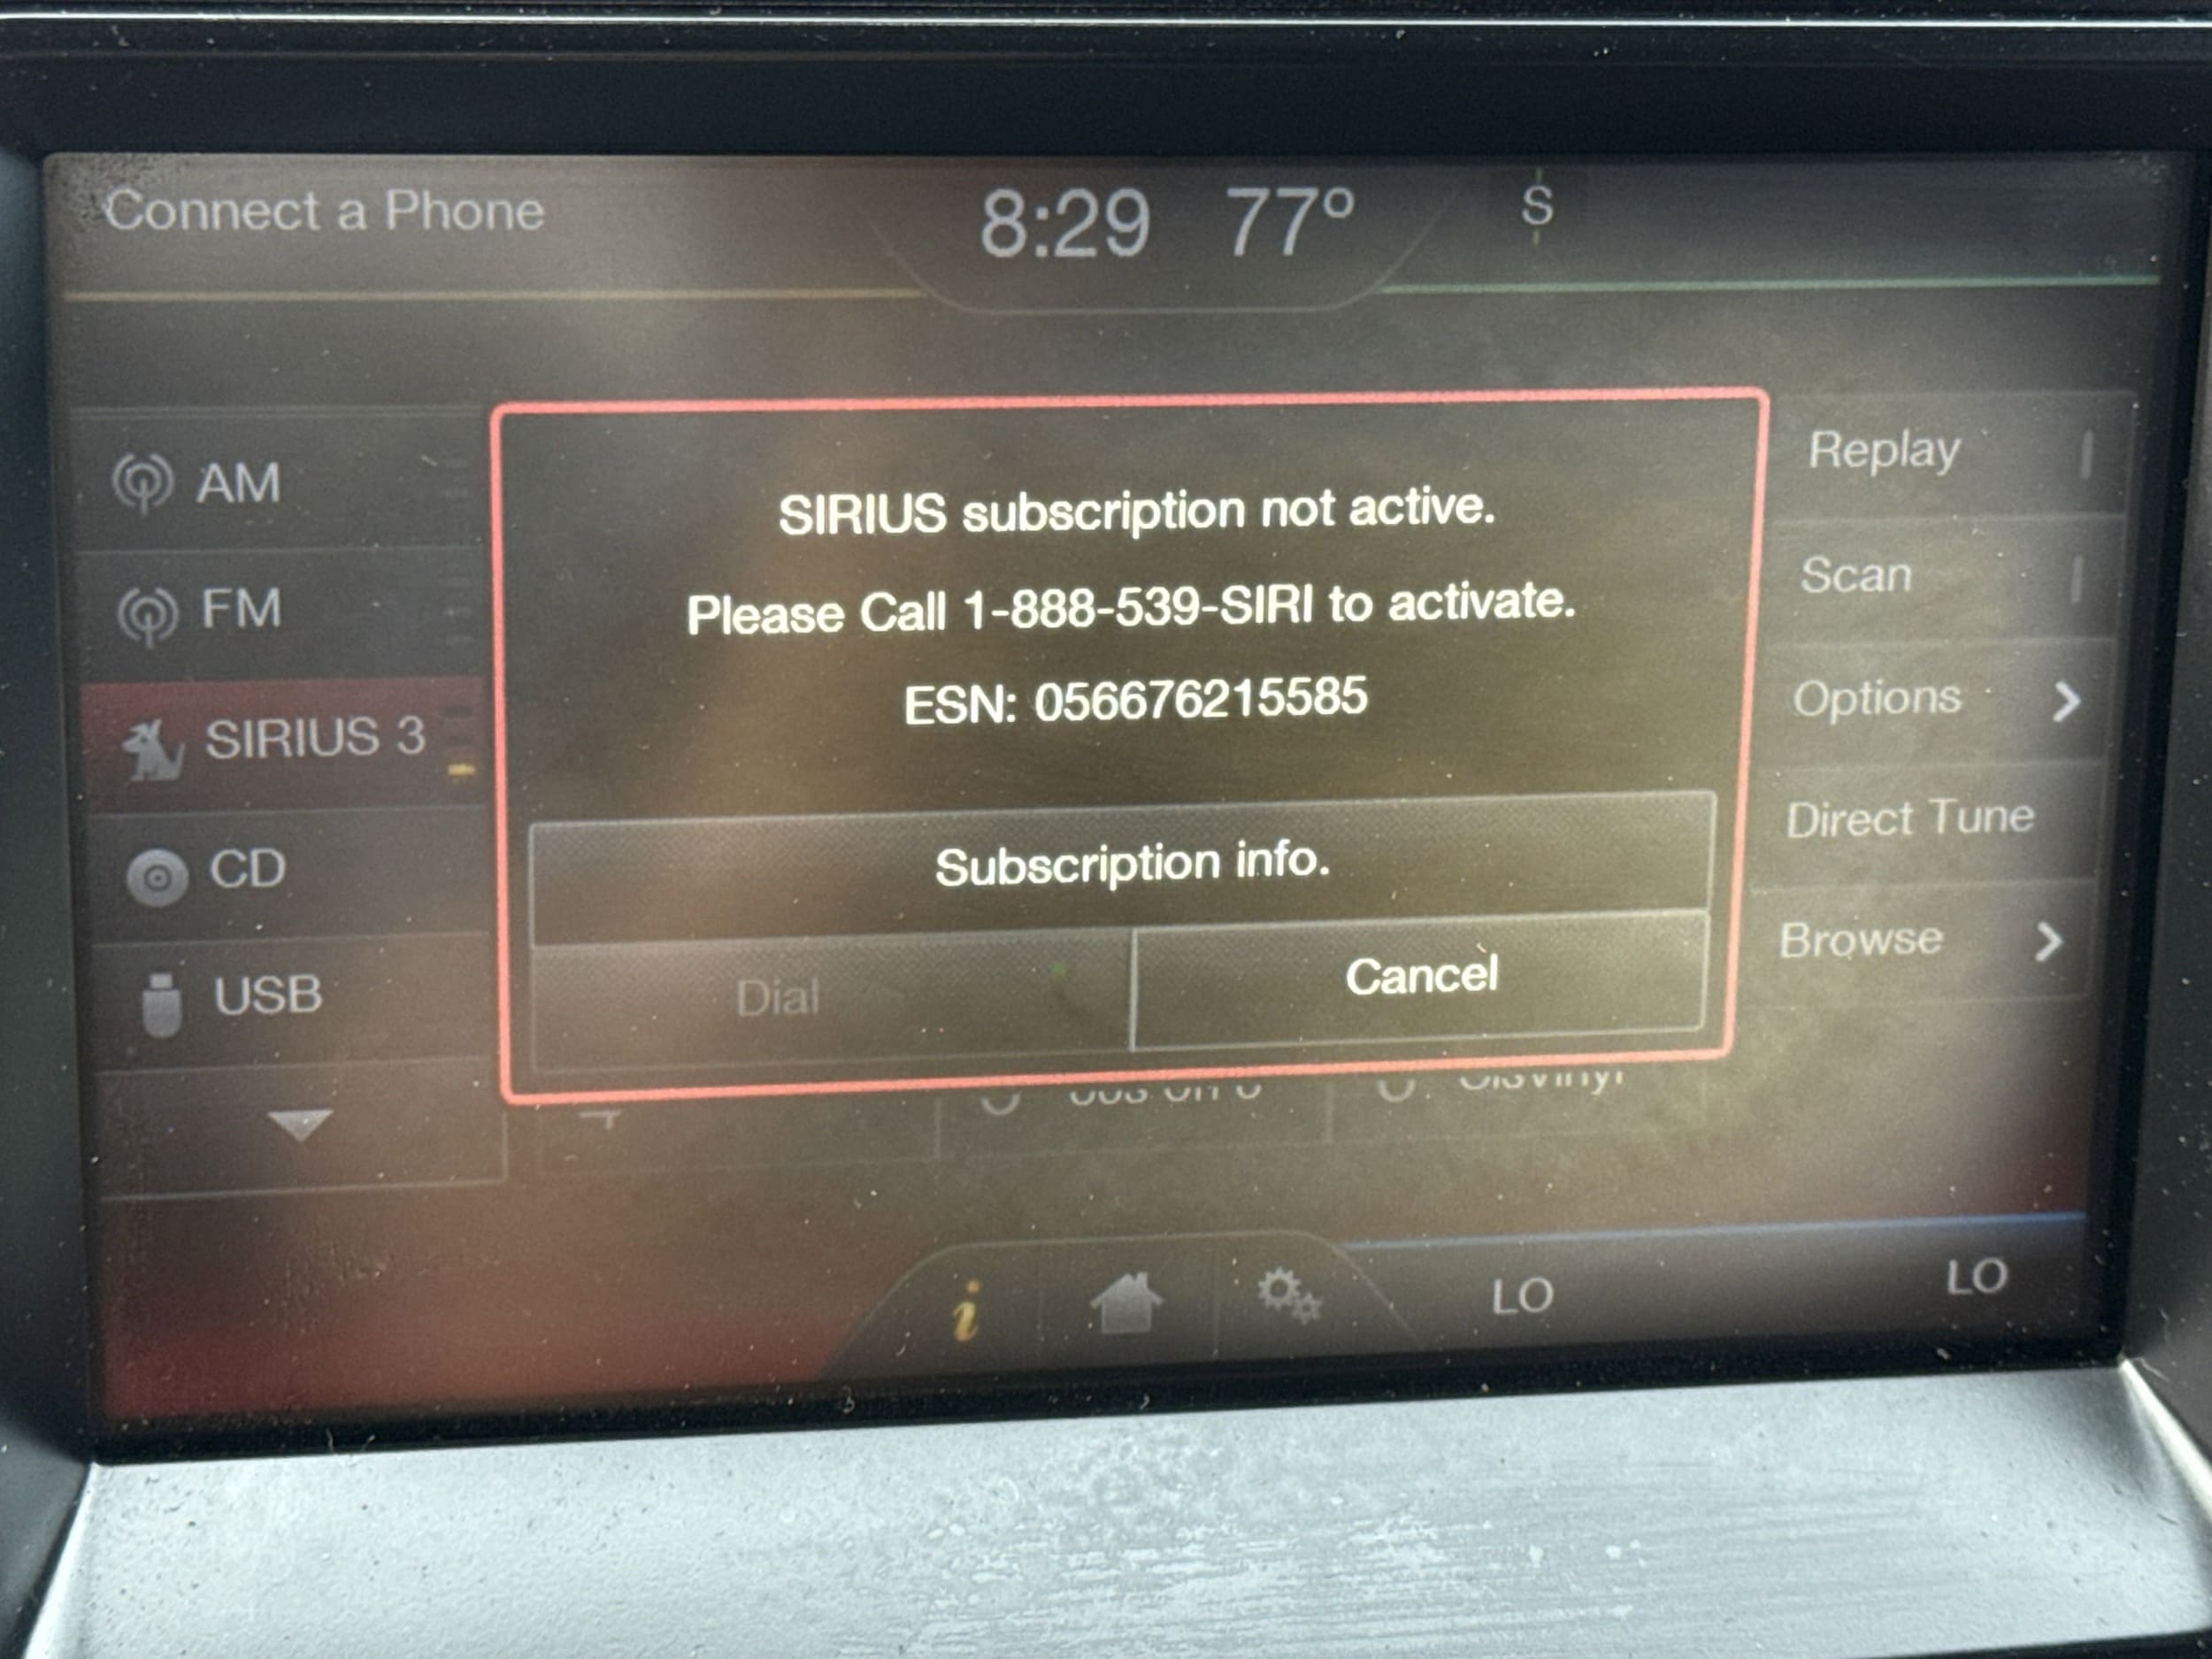 Connect a Phone
8:29 77°
S
AM
FM
SIRIUS 3
CD
USB
SIRIUS subscription not active.
Please Call 1-888-539-SIRI to activate.
ESN: 056676215585
Subscription info.
Dial
Cancel
Replay
Scan
Options
Direct Tune
Browse
i
LO
LO